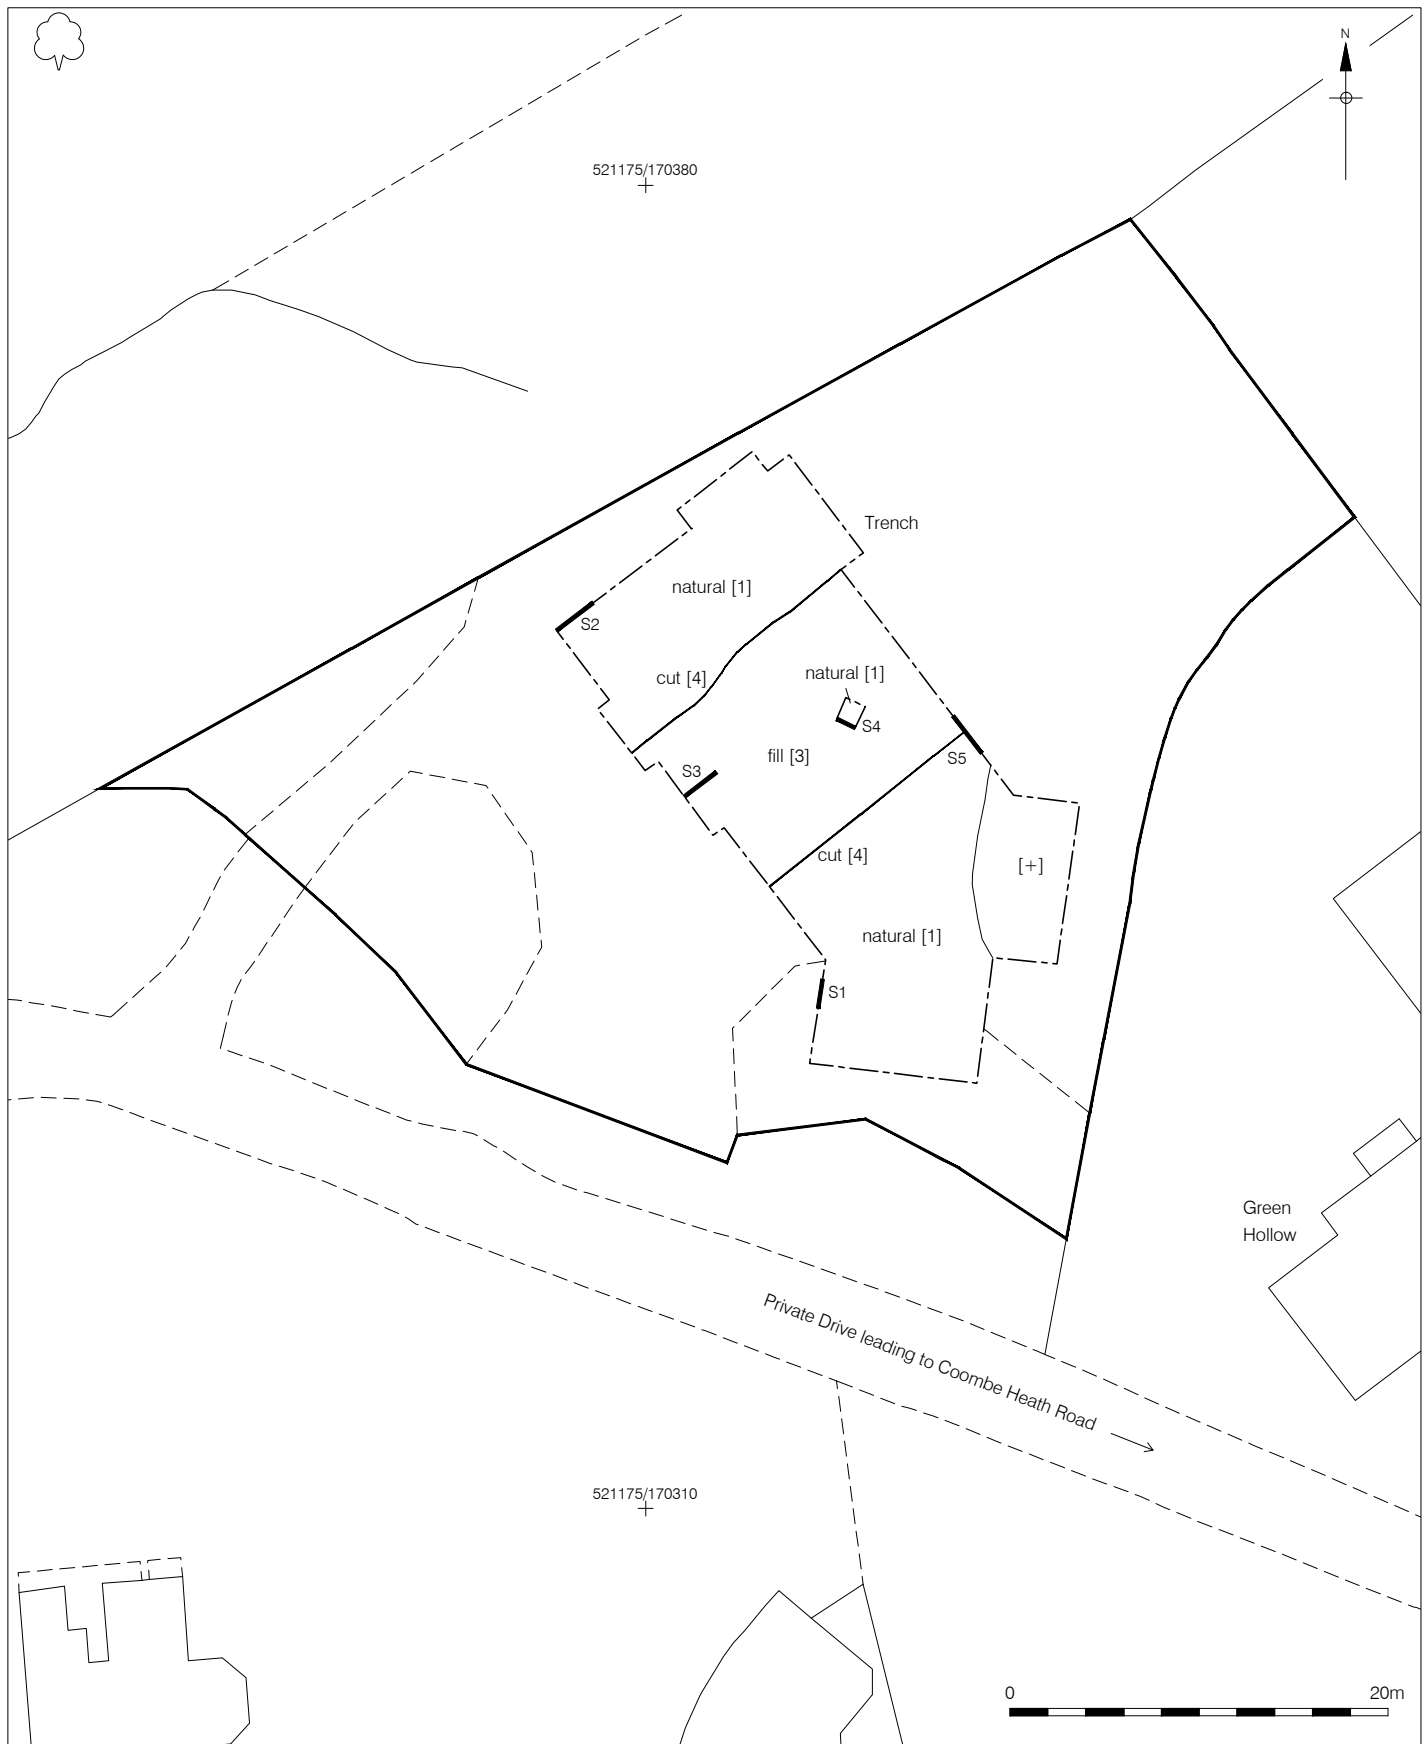 N
521175/170380
Trench
natural [1]
S2
natural [1]
cut [4]
S4
fill [3]
S5
S3
cut [4]
[+]
natural [1]
S1
Green
Hollow
Private Drive leading to Coombe Heath Road
521175/170310
0 20m